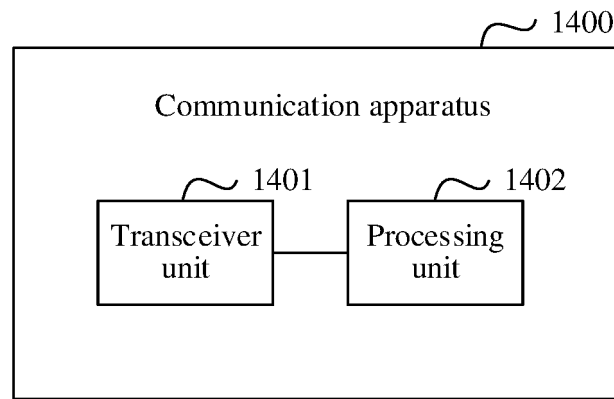 1400
Communication apparatus
1401
1402
Transceiver
unit
Processing
unit